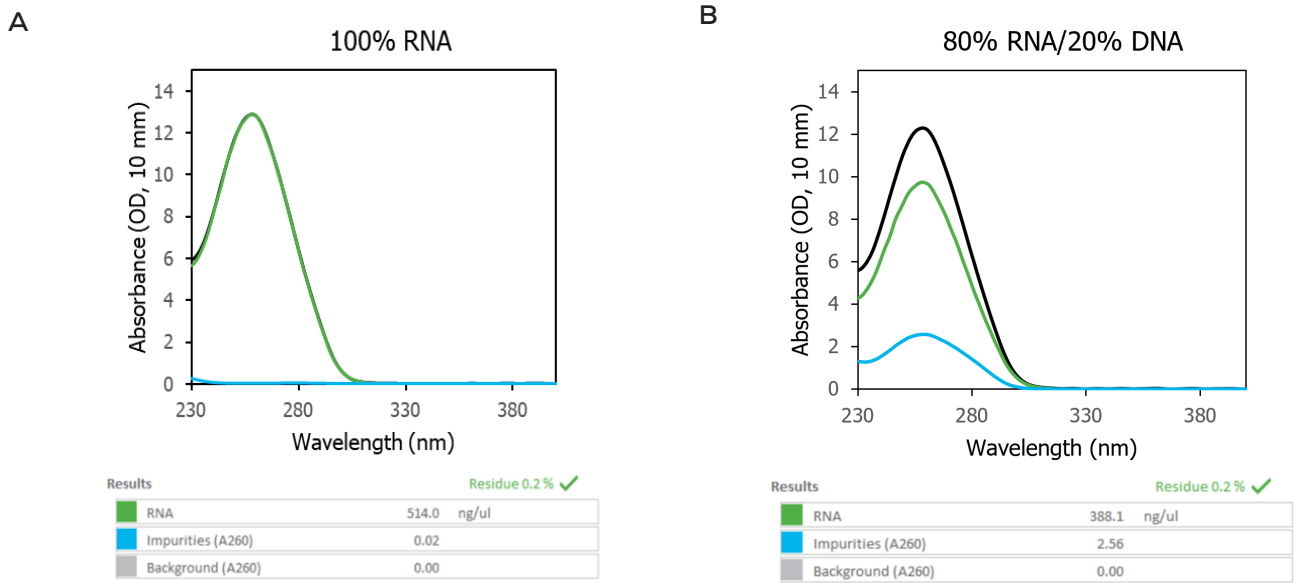 A
100% RNA
Absorbance (OD, 10 mm)
14
12
10
8
6
4
2
0
230 280 330 380
Wavelength (nm)
Results Residue 0.2 %
RNA 514.0 ng/ul
Impurities (A260) 0.02
Background (A260) 0.00
B
80% RNA/20% DNA
Absorbance (OD, 10 mm)
14
12
10
8
6
4
2
0
230 280 330 380
Wavelength (nm)
Results Residue 0.2 %
RNA 388.1 ng/ul
Impurities (A260) 2.56
Background (A260) 0.00